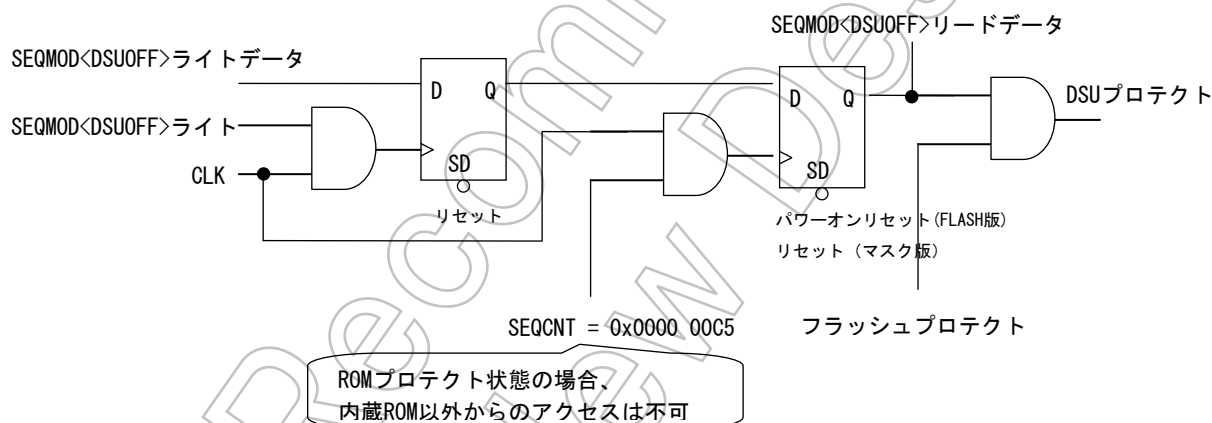 SEQMOD<DSUOFF>リードデータ
SEQMOD<DSUOFF>ライトデータ
D Q
D Q
DSUプロテクト
SEQMOD<DSUOFF>ライト
CLK
SD
SD
リセット
パワーオンリセット(FLASH版)
リセット (マスク版)
SEQCNT = 0x0000 00C5
フラッシュプロテクト
ROMプロテクト状態の場合、
内蔵ROM以外からのアクセスは不可